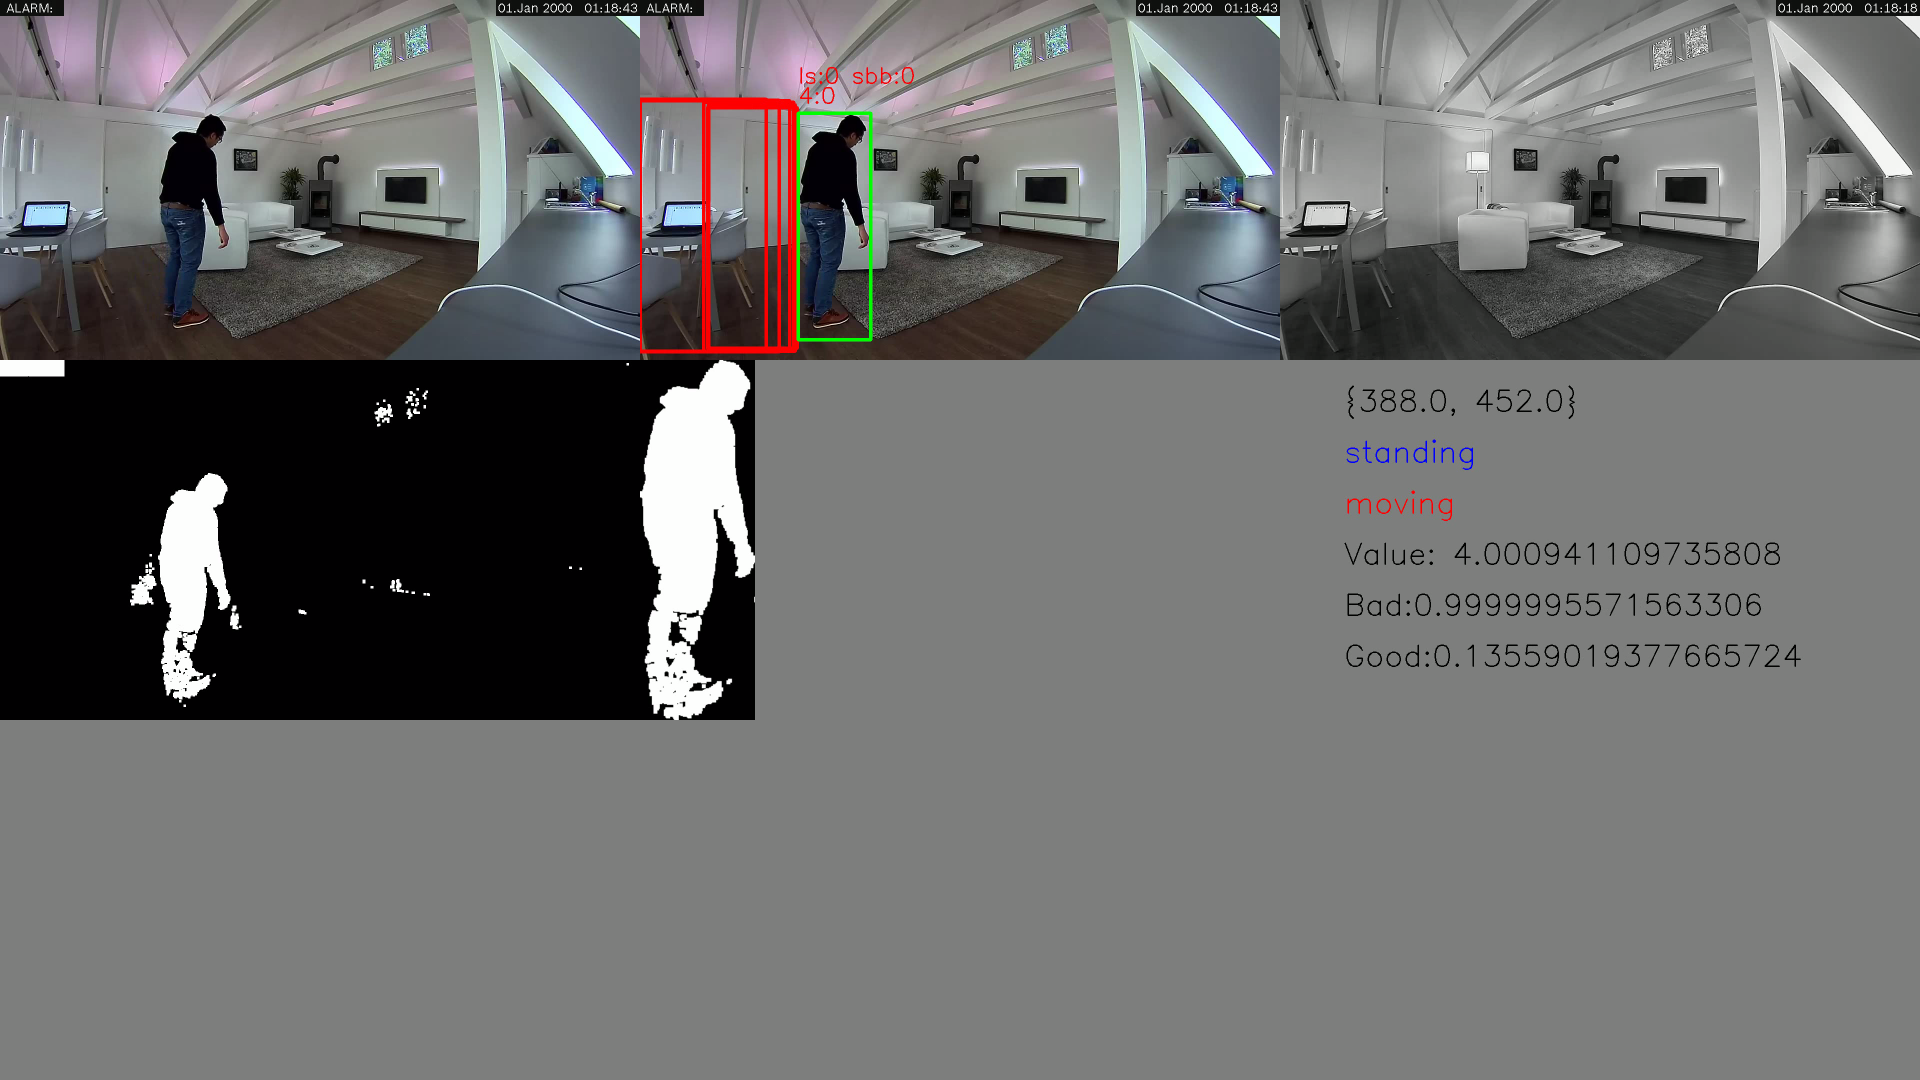 ALARM: 01.Jan 2000 01:18:43
ALARM: 01.Jan 2000 01:18:43
01.Jan 2000 01:18:18
ls:0 sbb:0
4:0
{388.0, 452.0}
standing
moving
Value: 4.000941109735808
Bad:0.9999995571563306
Good:0.13559019377665724